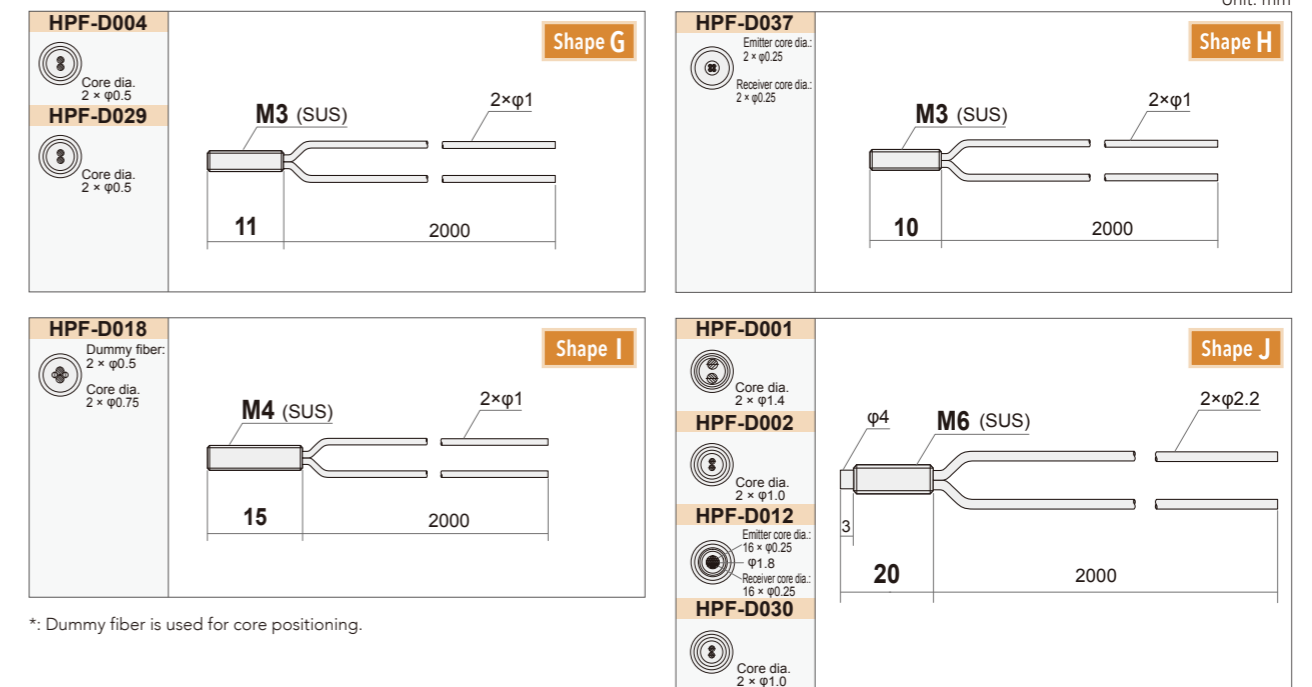 Unit: mm
HPF-D004
Core dia.
2 × φ0.5
HPF-D029
Core dia.
2 × φ0.5
Shape G
M3 (SUS)
2×φ1
11
2000
HPF-D037
Emitter core dia.:
2 × φ0.25
Receiver core dia.:
2 × φ0.25
Shape H
M3 (SUS)
2×φ1
10
2000
HPF-D018
Dummy fiber:
2 × φ0.5
Core dia.
2 × φ0.75
Shape I
M4 (SUS)
2×φ1
15
2000
*: Dummy fiber is used for core positioning.
HPF-D001
Core dia.
2 × φ1.4
HPF-D002
Core dia.
2 × φ1.0
HPF-D012
Emitter core dia.:
16 × φ0.25
φ1.8
Receiver core dia.:
16 × φ0.25
HPF-D030
Core dia.
2 × φ1.0
Shape J
φ4
M6 (SUS)
2×φ2.2
3
20
2000